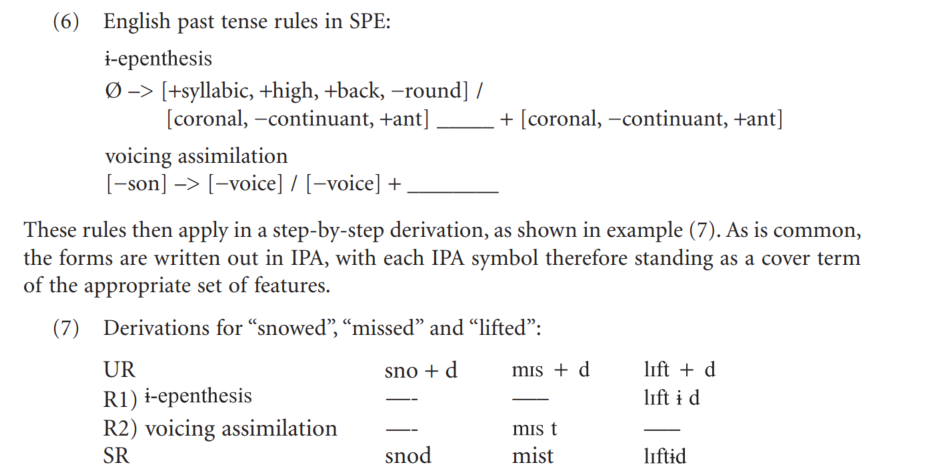 (6) English past tense rules in SPE:
ɨ-epenthesis
Ø –> [+syllabic, +high, +back, −round] /
[coronal, −continuant, +ant] _____ + [coronal, −continuant, +ant]
voicing assimilation
[−son] –> [−voice] / [−voice] + ________
These rules then apply in a step-by-step derivation, as shown in example (7). As is common,
the forms are written out in IPA, with each IPA symbol therefore standing as a cover term
of the appropriate set of features.
(7) Derivations for “snowed”, “missed” and “lifted”:
UR sno + d mɪs + d lɪft + d
R1) ɨ-epenthesis —- —– lɪft ɨ d
R2) voicing assimilation —- mɪs t —–
SR snod mist lɪftɨd